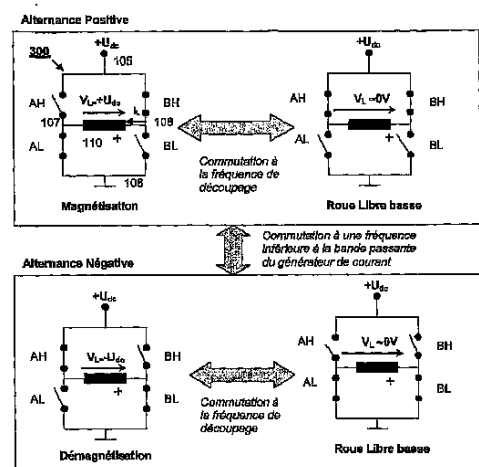 Alternance Positive
300
+Udc
105
AH
VL=+Udc
BH
107
108
AL
110
+
BL
106
Magnétisation
Commutation à
la fréquence de
découpage
+Udc
AH
VL~0V
BH
AL
+
BL
Roue Libre basse
Commutation à une fréquence
inférieure à la bande passante
du générateur de courant
Alternance Négative
+Udc
AH
VL=-Udc
BH
AL
+
BL
Démagnétisation
Commutation à
la fréquence de
découpage
+Udc
AH
VL~0V
BH
AL
+
BL
Roue Libre basse